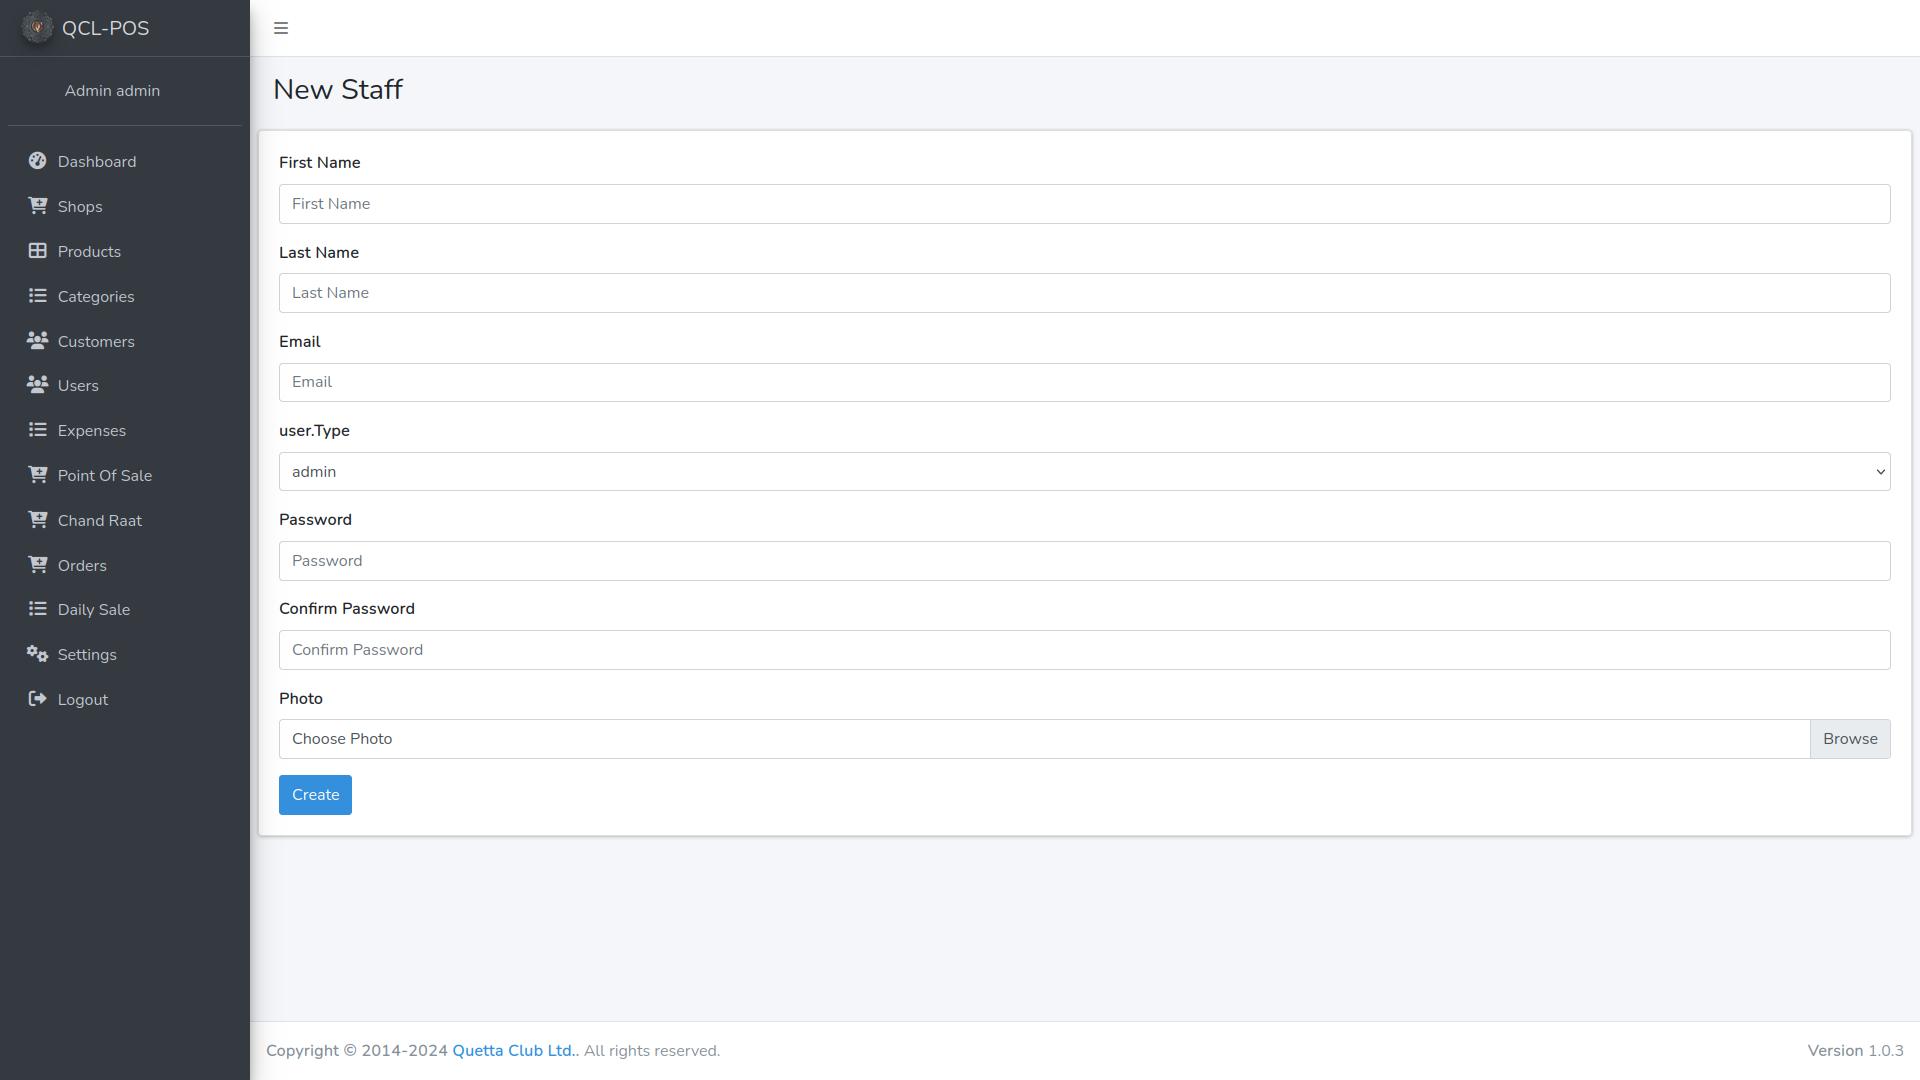 QCL-POS
Admin admin
Dashboard
Shops
Products
Categories
Customers
Users
Expenses
Point Of Sale
Chand Raat
Orders
Daily Sale
Settings
Logout
New Staff
First Name
First Name
Last Name
Last Name
Email
Email
user.Type
admin
Password
Password
Confirm Password
Confirm Password
Photo
Choose Photo Browse
Create
Copyright © 2014-2024 Quetta Club Ltd.. All rights reserved. Version 1.0.3